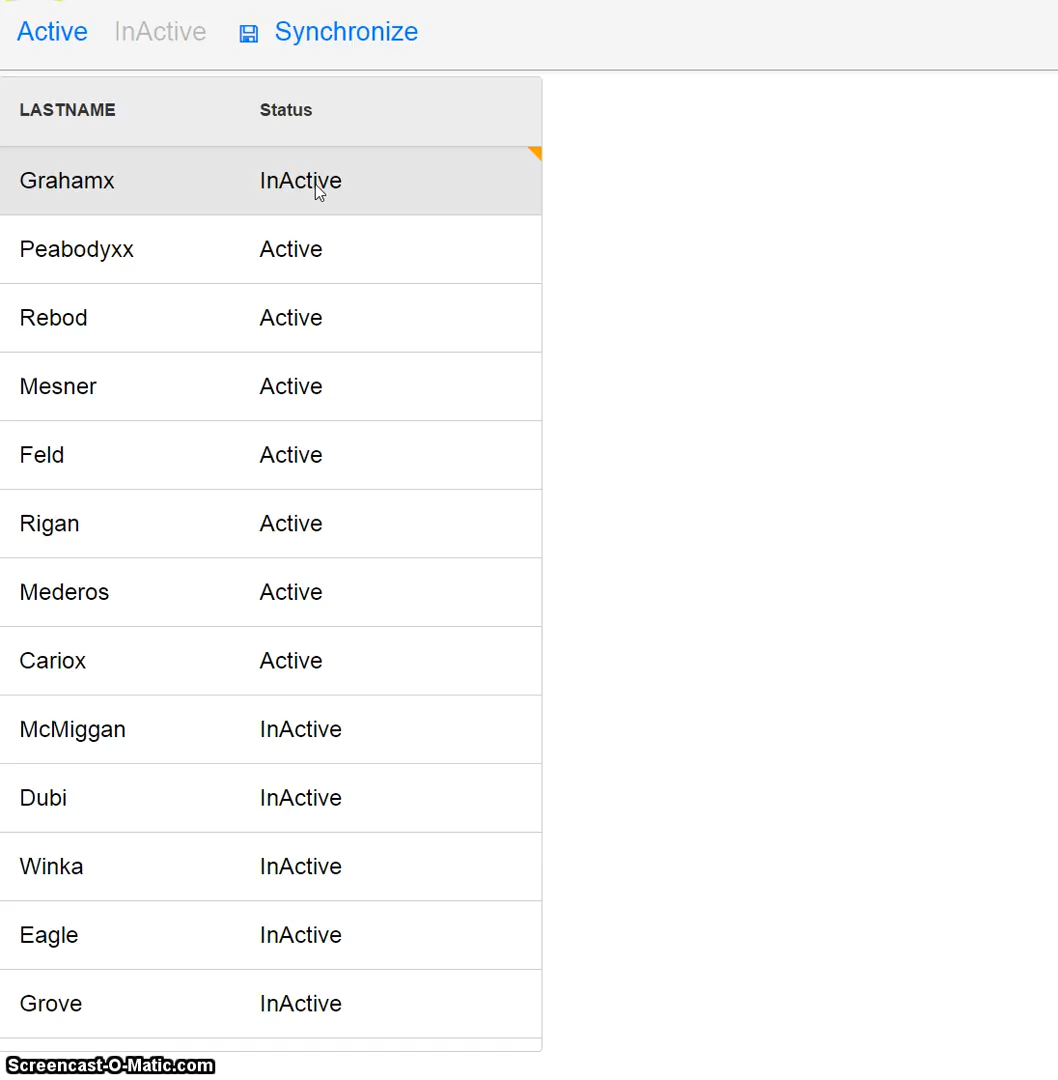 Active InActive Synchronize
LASTNAME Status
Grahamx InActive
Peabodyxx Active
Rebod Active
Mesner Active
Feld Active
Rigan Active
Mederos Active
Cariox Active
McMiggan InActive
Dubi InActive
Winka InActive
Eagle InActive
Grove InActive
Screencast-O-Matic.com